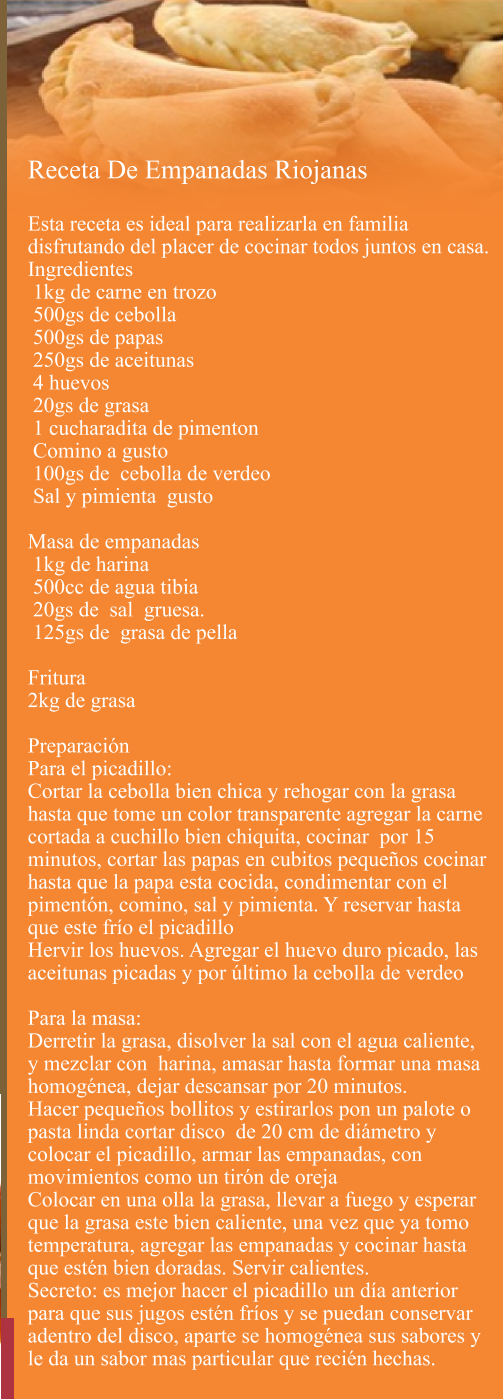 Receta De Empanadas Riojanas
Esta receta es ideal para realizarla en familia
disfrutando del placer de cocinar todos juntos en casa.
Ingredientes
1kg de carne en trozo
500gs de cebolla
500gs de papas
250gs de aceitunas
4 huevos
20gs de grasa
1 cucharadita de pimenton
Comino a gusto
100gs de  cebolla de verdeo
Sal y pimienta  gusto
Masa de empanadas
1kg de harina
500cc de agua tibia
20gs de  sal  gruesa.
125gs de  grasa de pella
Fritura
2kg de grasa
Preparación
Para el picadillo:
Cortar la cebolla bien chica y rehogar con la grasa
hasta que tome un color transparente agregar la carne
cortada a cuchillo bien chiquita, cocinar  por 15
minutos, cortar las papas en cubitos pequeños cocinar
hasta que la papa esta cocida, condimentar con el
pimentón, comino, sal y pimienta. Y reservar hasta
que este frío el picadillo
Hervir los huevos. Agregar el huevo duro picado, las
aceitunas picadas y por último la cebolla de verdeo
Para la masa:
Derretir la grasa, disolver la sal con el agua caliente,
y mezclar con  harina, amasar hasta formar una masa
homogénea, dejar descansar por 20 minutos.
Hacer pequeños bollitos y estirarlos pon un palote o
pasta linda cortar disco  de 20 cm de diámetro y
colocar el picadillo, armar las empanadas, con
movimientos como un tirón de oreja
Colocar en una olla la grasa, llevar a fuego y esperar
que la grasa este bien caliente, una vez que ya tomo
temperatura, agregar las empanadas y cocinar hasta
que estén bien doradas. Servir calientes.
Secreto: es mejor hacer el picadillo un día anterior
para que sus jugos estén fríos y se puedan conservar
adentro del disco, aparte se homogénea sus sabores y
le da un sabor mas particular que recién hechas.